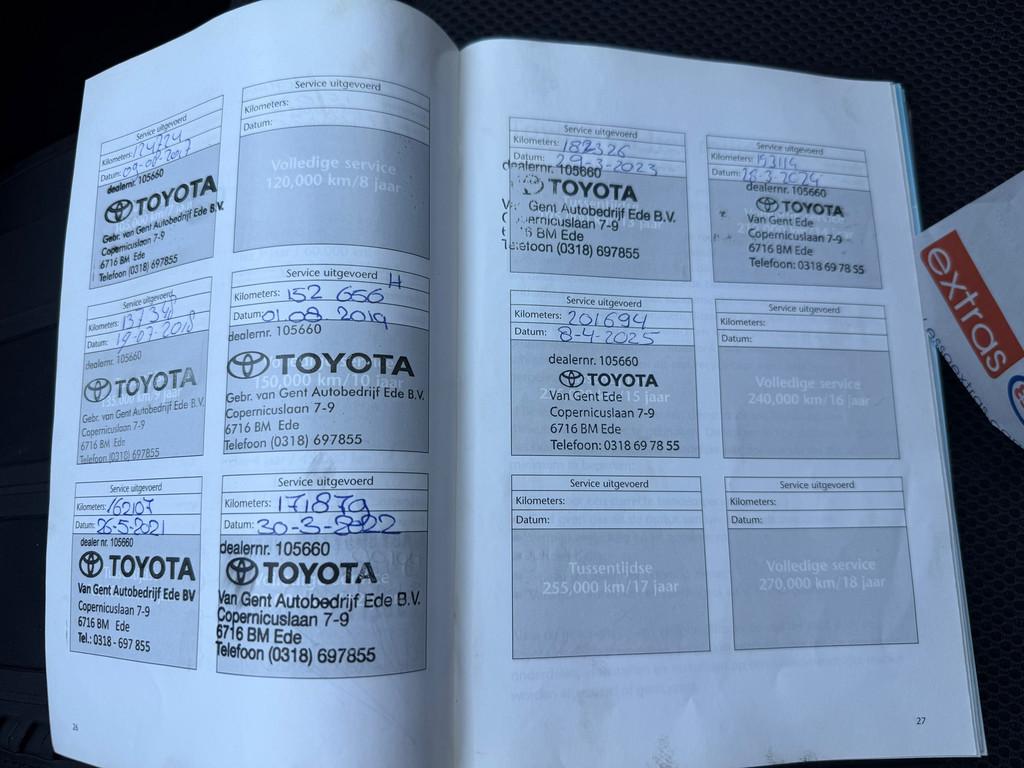 Service uitgevoerd
Kilometers: 124224
Datum: 09-08-2017
dealernr. 105660
TOYOTA
Gebr. van Gent Autobedrijf Ede B.V.
Copernicuslaan 7-9
6716 BM Ede
Telefoon (0318) 697855
Service uitgevoerd
Kilometers:
Datum:
Volledige service
120,000 km/8 jaar
Service uitgevoerd
Kilometers: 137348
Datum: 19-07-2018
dealernr. 105660
TOYOTA
Gebr. van Gent Autobedrijf Ede B.V.
Copernicuslaan 7-9
6716 BM Ede
Telefoon (0318) 697855
Service uitgevoerd H
Kilometers: 152 656
Datum: 01.08.2019
dealernr. 105660
TOYOTA
150,000 km/10 jaar
Gebr. van Gent Autobedrijf Ede B.V.
Copernicuslaan 7-9
6716 BM Ede
Telefoon (0318) 697855
Service uitgevoerd
Kilometers: 162107
Datum: 26-5-2021
dealer nr. 105660
TOYOTA
Van Gent Autobedrijf Ede BV
Copernicuslaan 7-9
6716 BM Ede
Tel.: 0318 - 697 855
Service uitgevoerd
Kilometers: 171879
Datum: 30-3-2022
dealernr. 105660
TOYOTA
Van Gent Autobedrijf Ede B.V.
Copernicuslaan 7-9
6716 BM Ede
Telefoon (0318) 697855
26
Service uitgevoerd
Kilometers: 182326
Datum: 29-3-2023
dealernr. 105660
TOYOTA
Van Gent Autobedrijf Ede B.V.
Copernicuslaan 7-9
6716 BM Ede
Telefoon (0318) 697855
Service uitgevoerd
Kilometers: 193114
Datum: 26-3-2024
dealernr. 105660
TOYOTA
Van Gent Ede
Copernicuslaan 7-9
6716 BM Ede
Telefoon: 0318 69 78 55
Service uitgevoerd
Kilometers: 201694
Datum: 8-4-2025
dealernr. 105660
TOYOTA
Van Gent Ede
Copernicuslaan 7-9
6716 BM Ede
Telefoon: 0318 69 78 55
Service uitgevoerd
Kilometers:
Datum:
Volledige service
240,000 km/16 jaar
Service uitgevoerd
Kilometers:
Datum:
Tussentijdse
255,000 km/17 jaar
Service uitgevoerd
Kilometers:
Datum:
Volledige service
270,000 km/18 jaar
27
extras